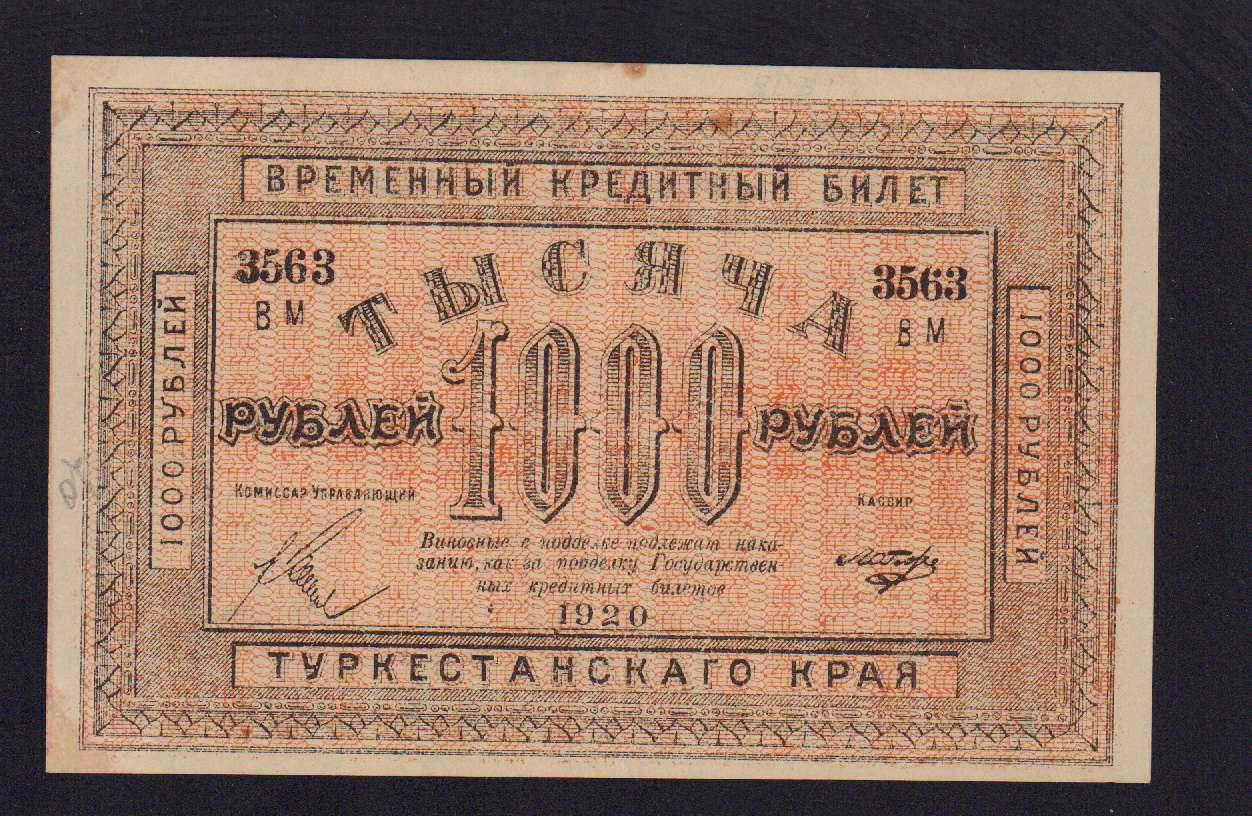 ВРЕМЕННЫЙ КРЕДИТНЫЙ БИЛЕТ
3563
ВМ
ТЫСЯЧА
3563
ВМ
1000 РУБЛЕЙ
РУБЛЕЙ
1000
РУБЛЕЙ
1000 РУБЛЕЙ
КОМИССАР УПРАВЛЯЮЩИЙ
КАССИР
Виновные в подделке подлежат нака-
занию, как за подделку Государствен-
ных кредитных билетов
1920
ТУРКЕСТАНСКАГО КРАЯ